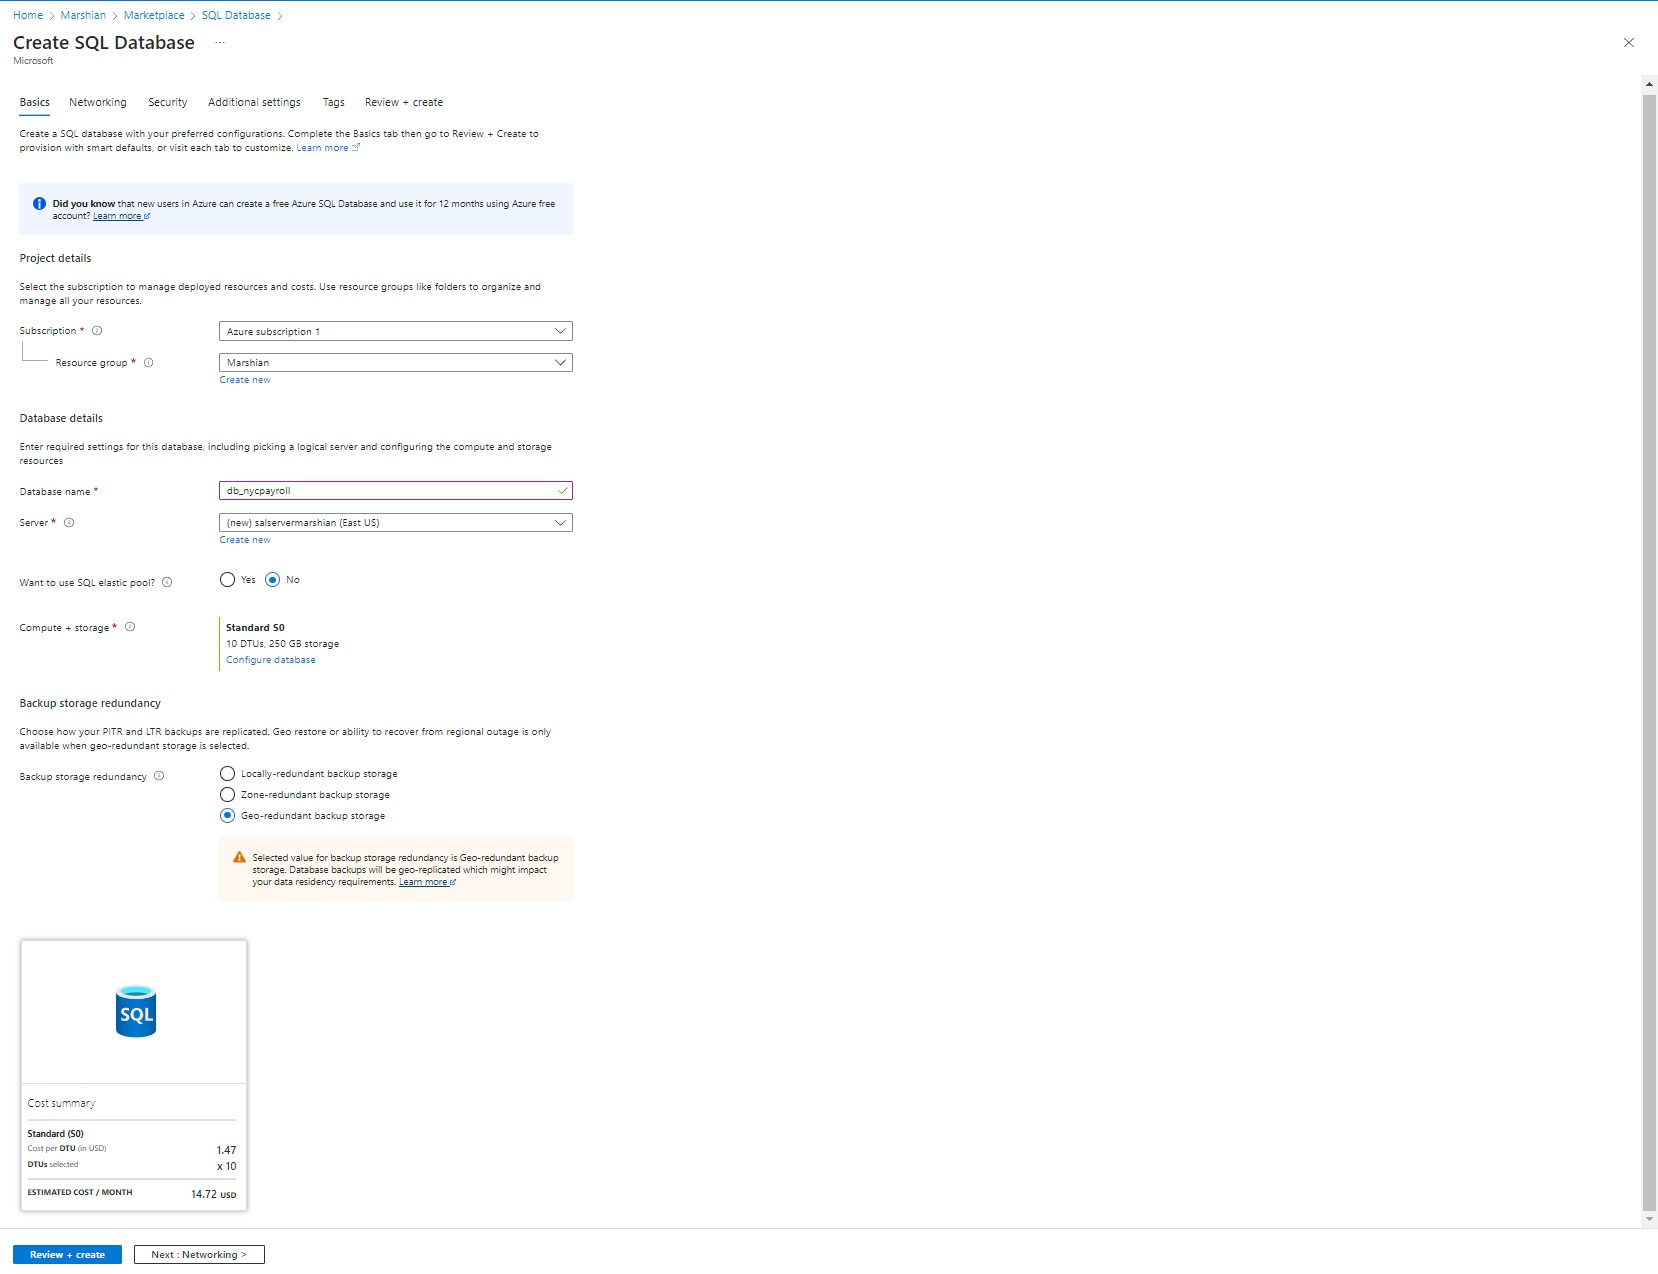 Home > Marshian > Marketplace > SQL Database >
Create SQL Database ...
Microsoft
Basics Networking Security Additional settings Tags Review + create
Create a SQL database with your preferred configurations. Complete the Basics tab then go to Review + Create to
provision with smart defaults, or visit each tab to customize. Learn more
Did you know that new users in Azure can create a free Azure SQL Database and use it for 12 months using Azure free
account? Learn more
Project details
Select the subscription to manage deployed resources and costs. Use resource groups like folders to organize and
manage all your resources.
Subscription * Azure subscription 1
Resource group * Marshian
Create new
Database details
Enter required settings for this database, including picking a logical server and configuring the compute and storage
resources
Database name * db_nycpayroll
Server * (new) salservermarshian (East US)
Create new
Want to use SQL elastic pool? Yes No
Compute + storage * Standard S0
10 DTUs, 250 GB storage
Configure database
Backup storage redundancy
Choose how your PITR and LTR backups are replicated. Geo restore or ability to recover from regional outage is only
available when geo-redundant storage is selected.
Backup storage redundancy Locally-redundant backup storage
Zone-redundant backup storage
Geo-redundant backup storage
Selected value for backup storage redundancy is Geo-redundant backup
storage. Database backups will be geo-replicated which might impact
your data residency requirements. Learn more
SQL
Cost summary
Standard (S0)
Cost per DTU (in USD) 1.47
DTUs selected x 10
ESTIMATED COST / MONTH 14.72 USD
Review + create Next : Networking >